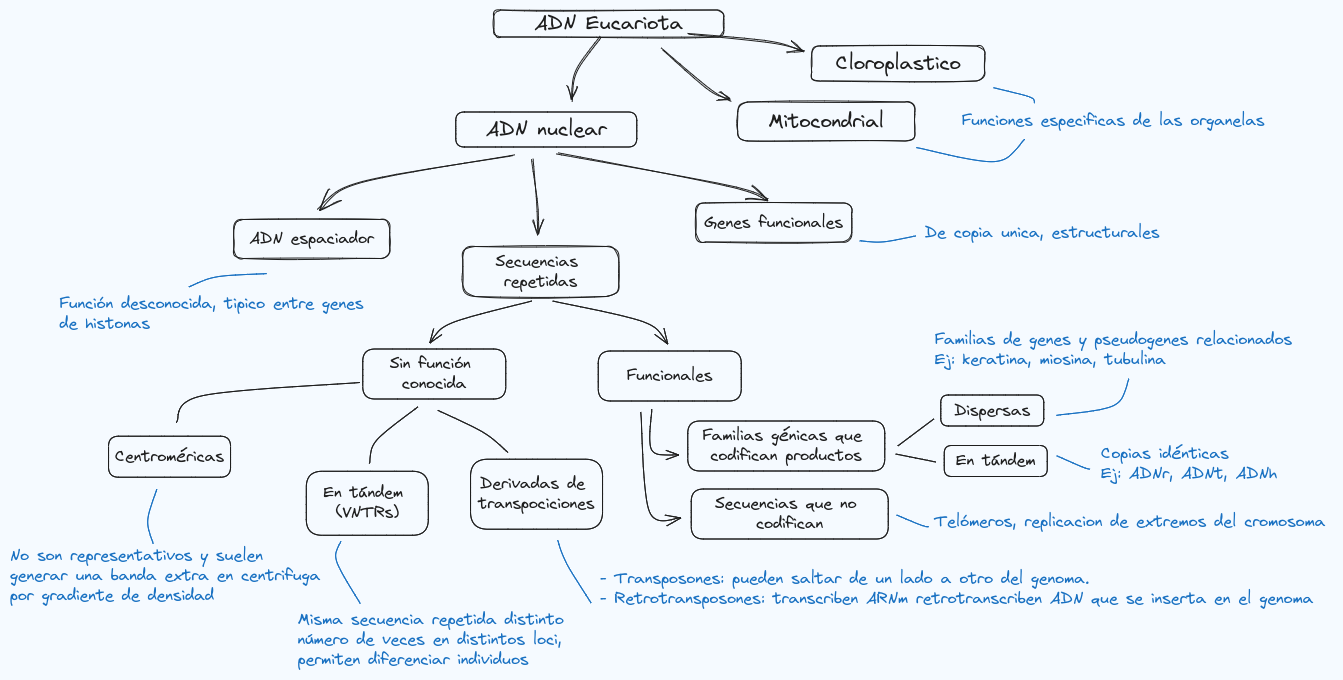 ADN Eucariota
Cloroplastico
Mitocondrial
Funciones especificas de las organelas
ADN nuclear
ADN espaciador
Función desconocida, tipico entre genes
de histonas
Secuencias
repetidas
Genes funcionales
De copia unica, estructurales
Sin función
conocida
Funcionales
Familias de genes y pseudogenes relacionados
Ej: keratina, miosina, tubulina
Dispersas
Familias génicas que
codifican productos
En tándem
Copias idénticas
Ej: ADNr, ADNt, ADNh
Secuencias que no
codifican
Telómeros, replicacion de extremos del cromosoma
Centroméricas
En tándem
(VNTRs)
Derivadas de
transpociciones
No son representativos y suelen
generar una banda extra en centrifuga
por gradiente de densidad
- Transposones: pueden saltar de un lado a otro del genoma.
- Retrotransposones: transcriben ARNm retrotranscriben ADN que se inserta en el genoma
Misma secuencia repetida distinto
número de veces en distintos loci,
permiten diferenciar individuos